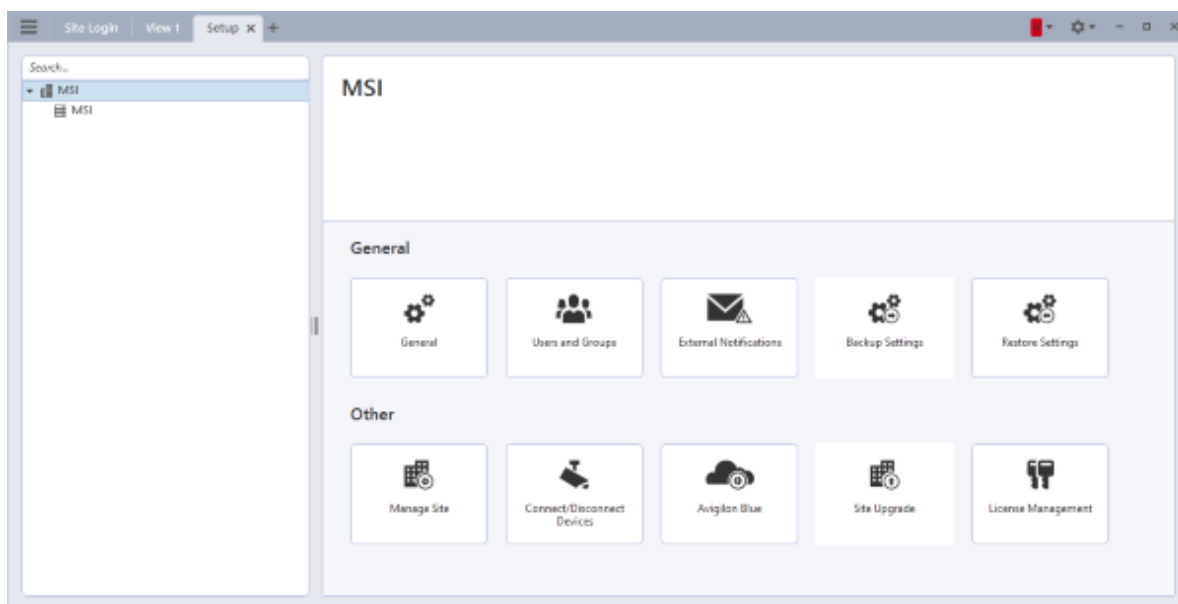 Site Login View 1 Setup
Search...
MSI
MSI
MSI
General
General
Users and Groups
External Notifications
Backup Settings
Restore Settings
Other
Manage Site
Connect/Disconnect
Devices
Avigilon Blue
Site Upgrade
License Management